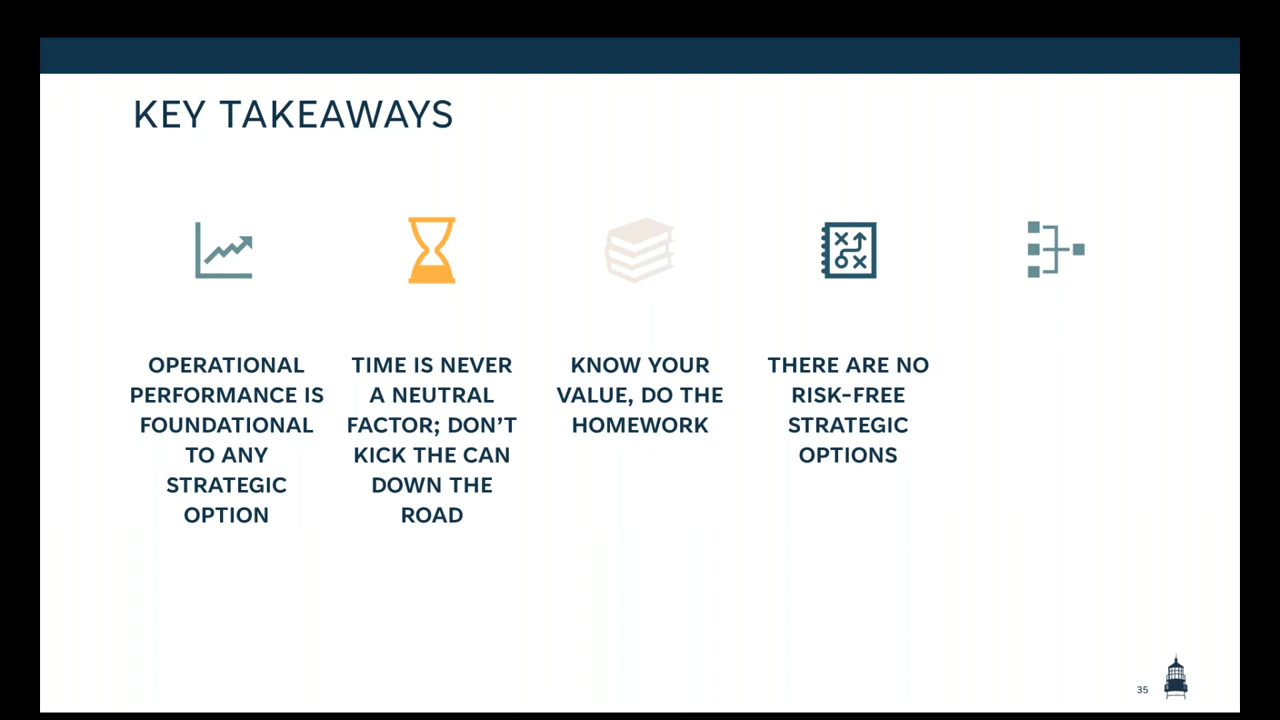 KEY TAKEAWAYS
OPERATIONAL
PERFORMANCE IS
FOUNDATIONAL
TO ANY
STRATEGIC
OPTION
TIME IS NEVER
A NEUTRAL
FACTOR; DON’T
KICK THE CAN
DOWN THE
ROAD
KNOW YOUR
VALUE, DO THE
HOMEWORK
THERE ARE NO
RISK-FREE
STRATEGIC
OPTIONS
35